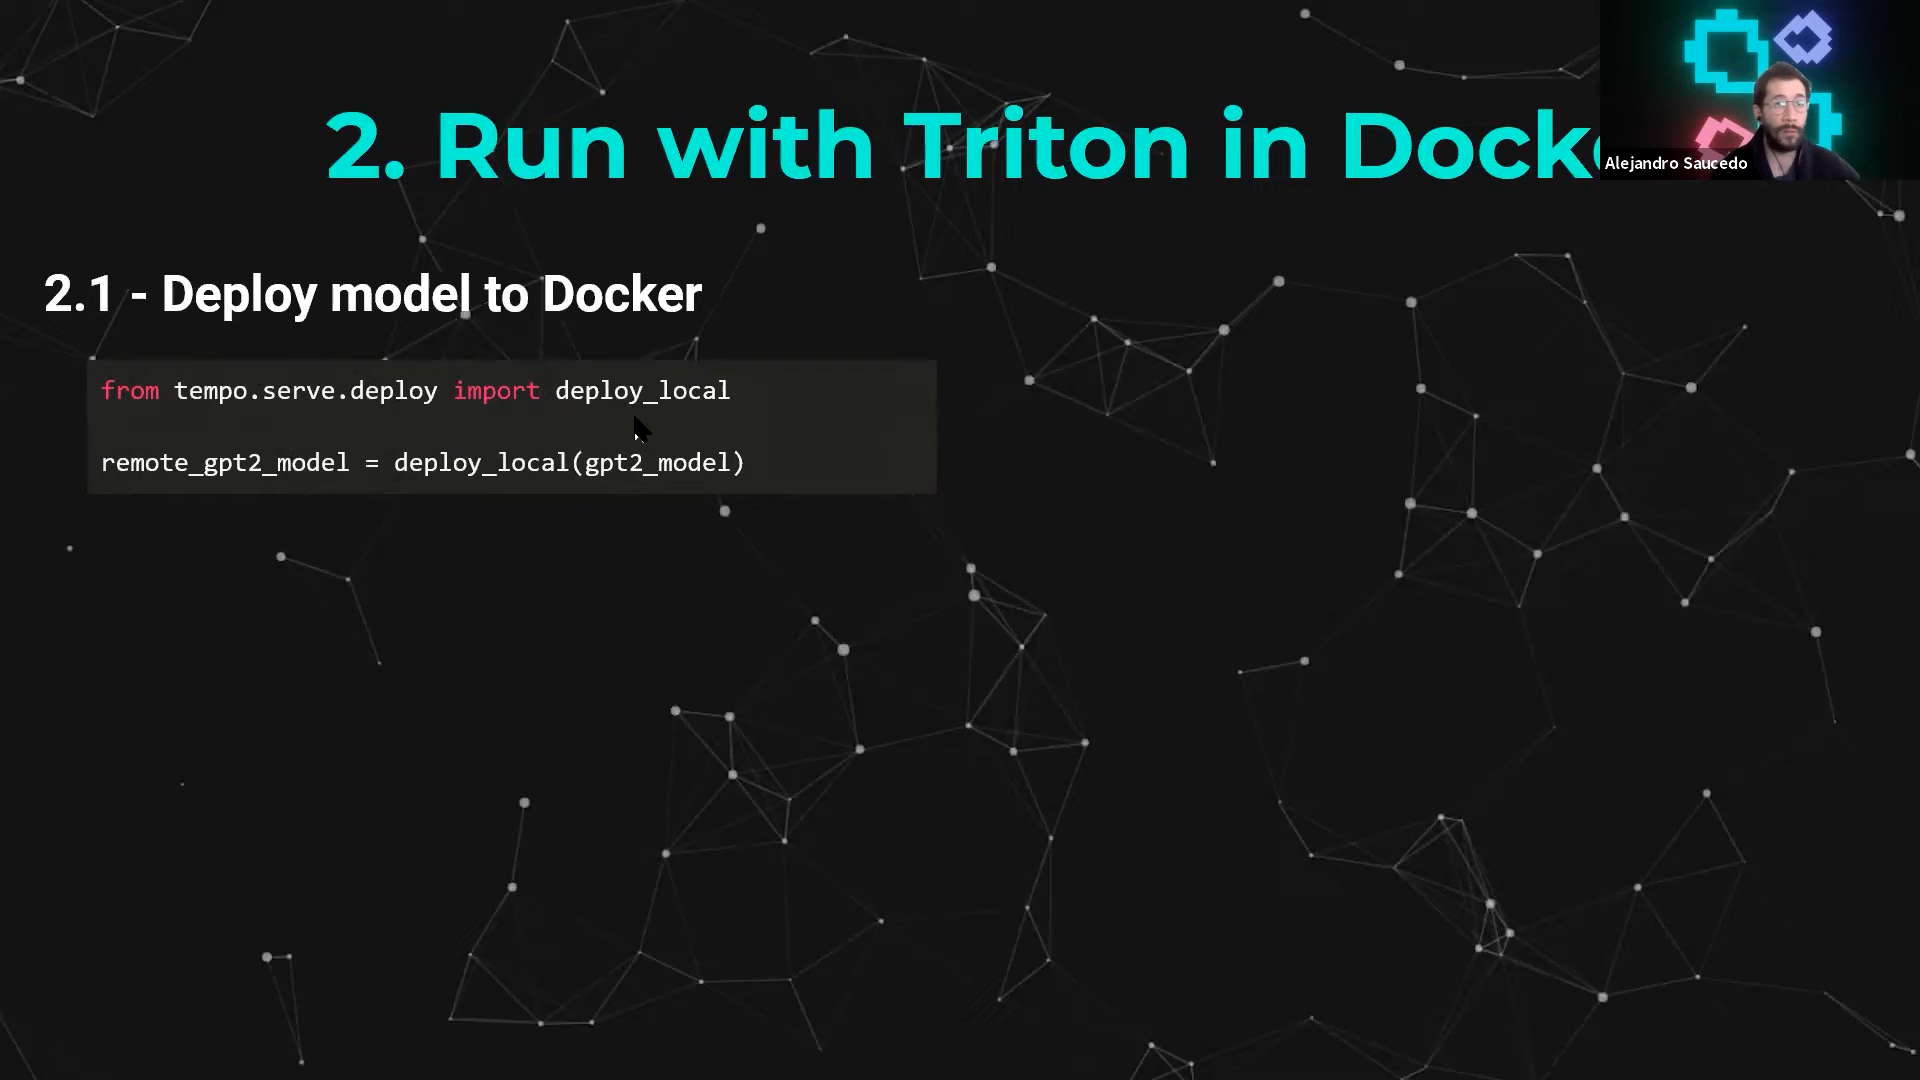 2. Run with Triton in Docke
Alejandro Saucedo
2.1 - Deploy model to Docker
from tempo.serve.deploy import deploy_local
remote_gpt2_model = deploy_local(gpt2_model)